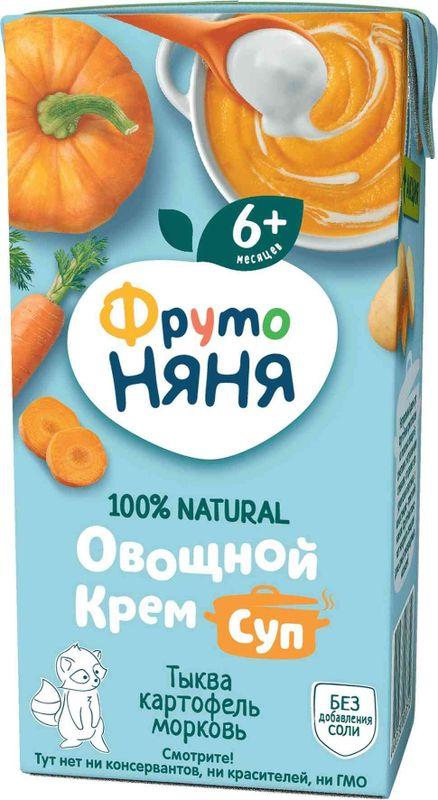 6+
месяцев
Фруто
НЯНЯ
100% NATURAL
Овощной
Крем Суп
Тыква
картофель
морковь
БЕЗ
добавления
СОЛИ
Смотрите!
Тут нет ни консервантов, ни красителей, ни ГМО